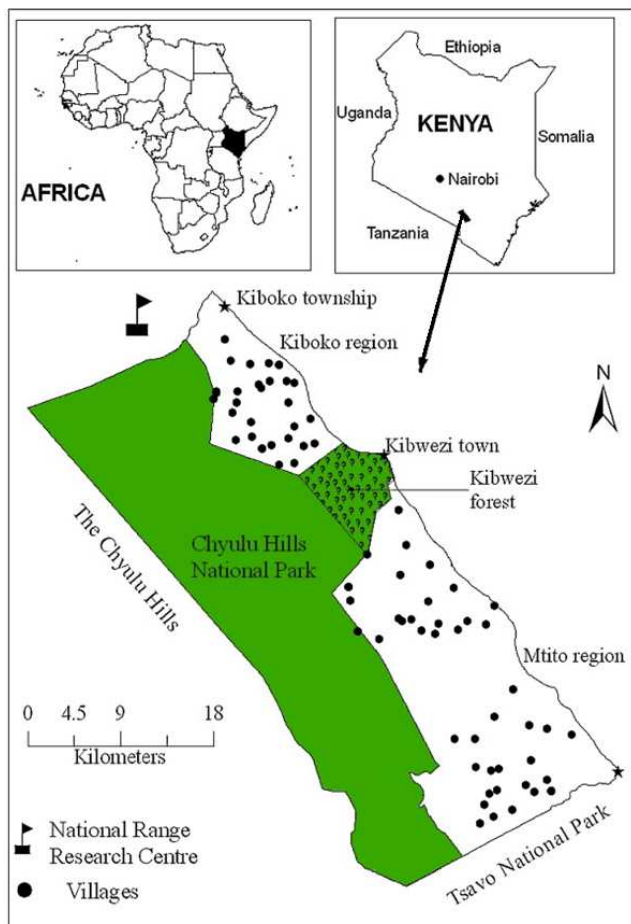 AFRICA
Ethiopia
Uganda
KENYA
Somalia
Nairobi
Tanzania
Kiboko township
Kiboko region
N
Kibwezi town
Kibwezi
forest
The Chyulu Hills
Chyulu Hills
National Park
Mtito region
0 4.5 9 18
Kilometers
National Range
Research Centre
Villages
Tsavo National Park